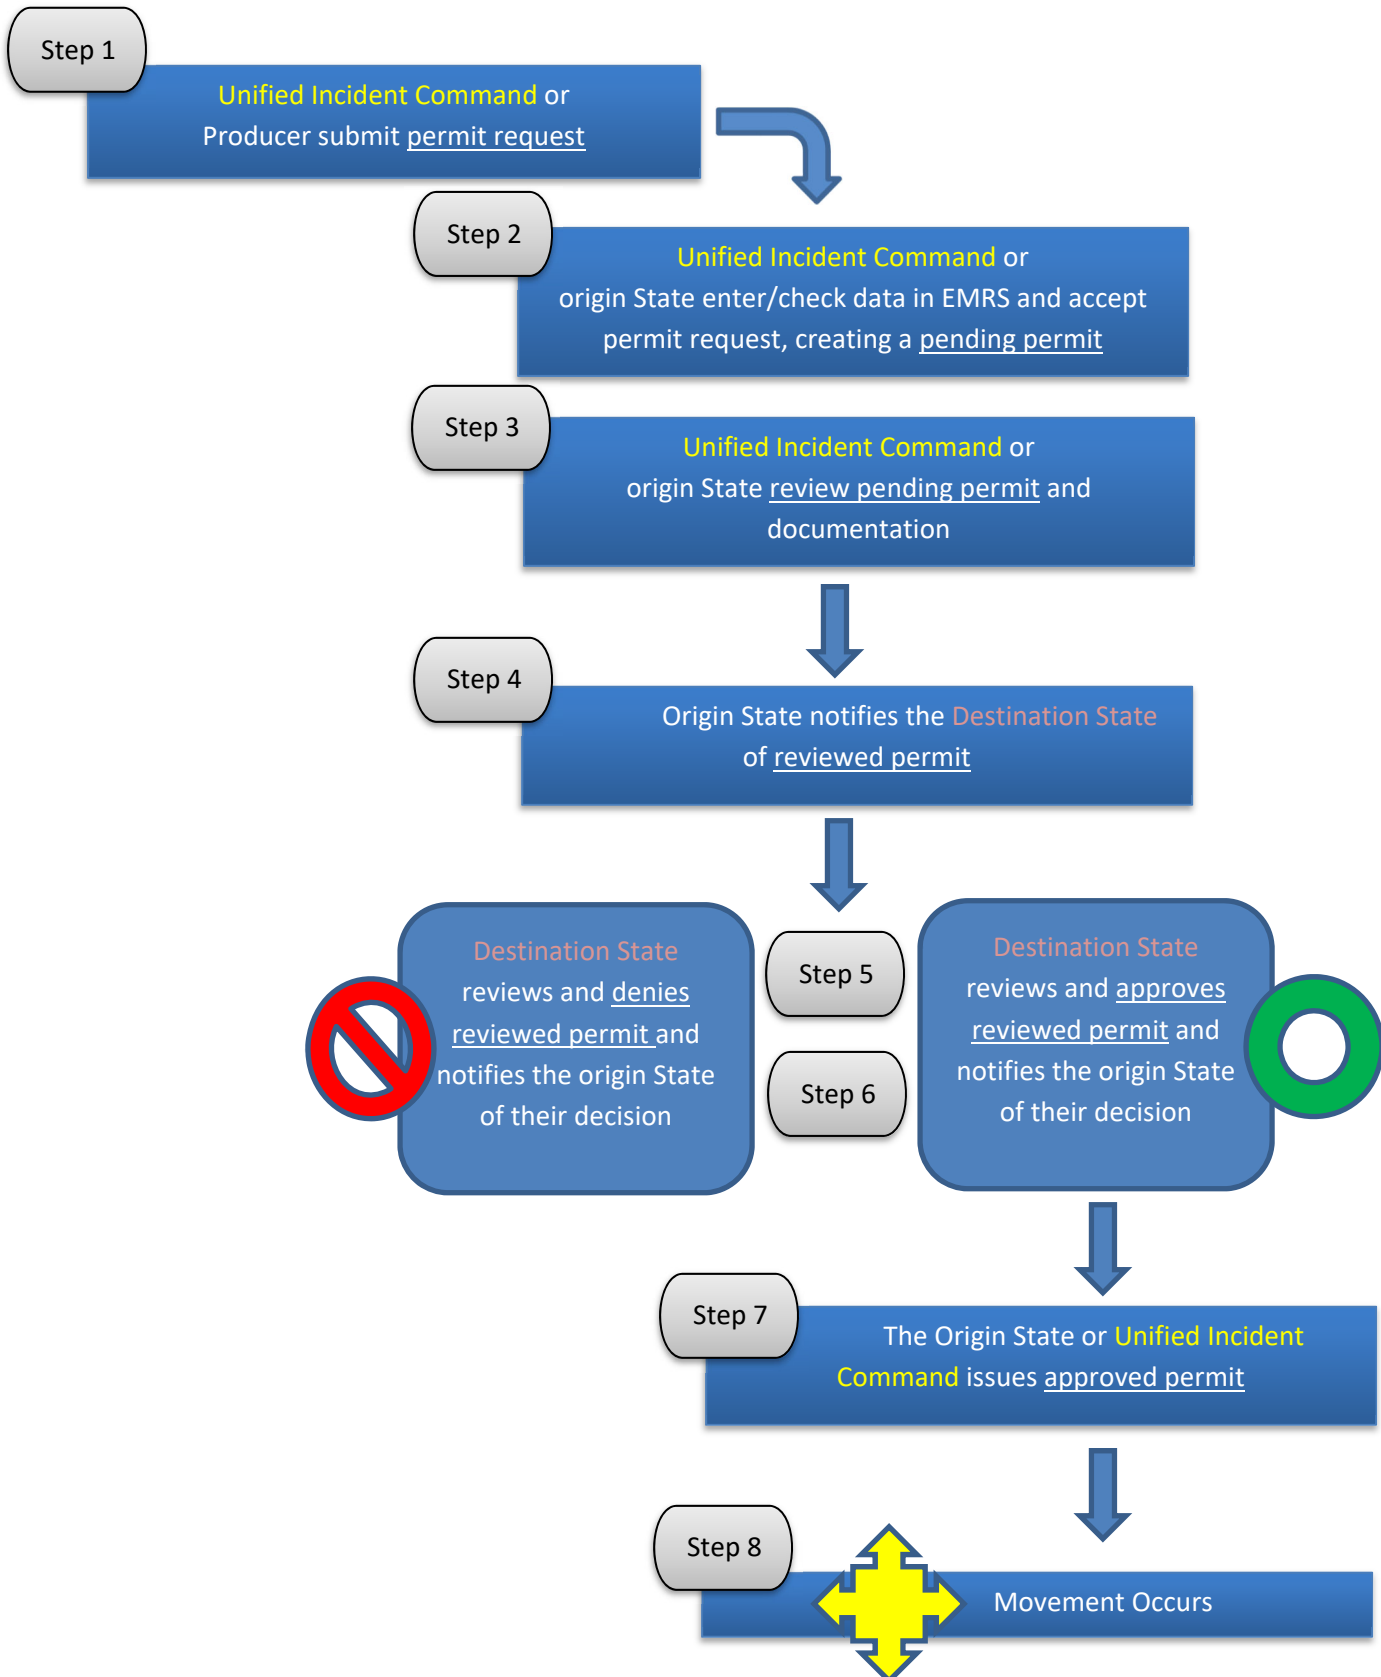 Step 1
Unified Incident Command or
Producer submit permit request
Step 2
Unified Incident Command or
origin State enter/check data in EMRS and accept
permit request, creating a pending permit
Step 3
Unified Incident Command or
origin State review pending permit and
documentation
Step 4
Origin State notifies the Destination State
of reviewed permit
Destination State
reviews and denies
reviewed permit and
notifies the origin State
of their decision
Step 5
Step 6
Destination State
reviews and approves
reviewed permit and
notifies the origin State
of their decision
Step 7
The Origin State or Unified Incident
Command issues approved permit
Step 8
Movement Occurs